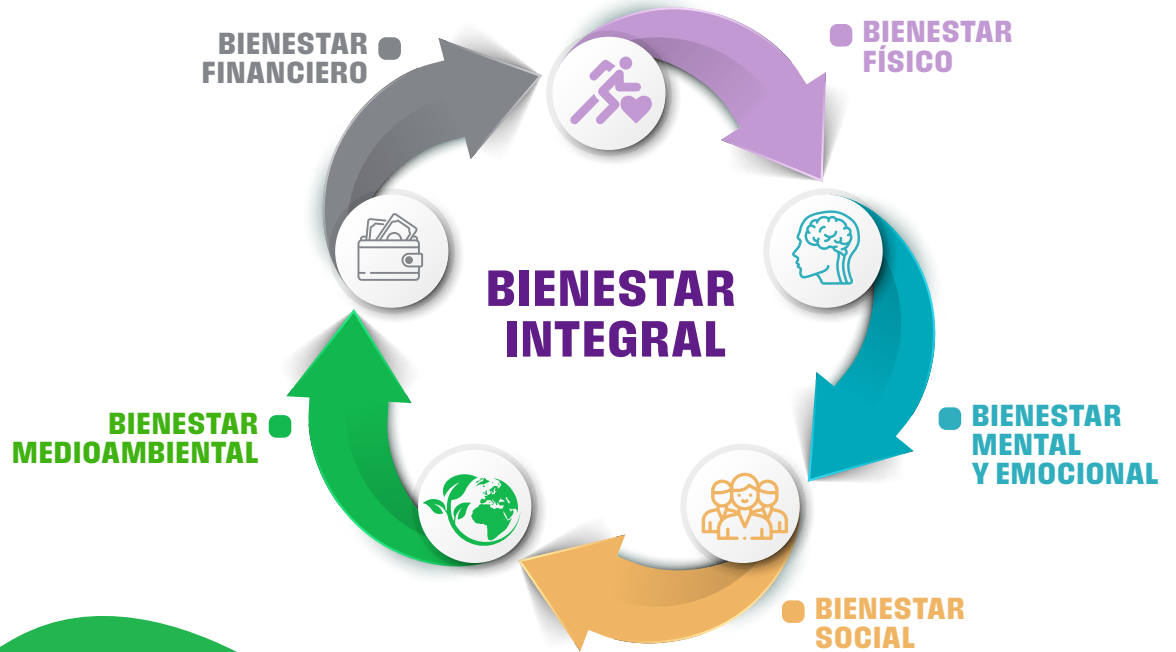 BIENESTAR
FINANCIERO
BIENESTAR
FÍSICO
BIENESTAR
INTEGRAL
BIENESTAR
MEDIOAMBIENTAL
BIENESTAR
MENTAL
Y EMOCIONAL
BIENESTAR
SOCIAL